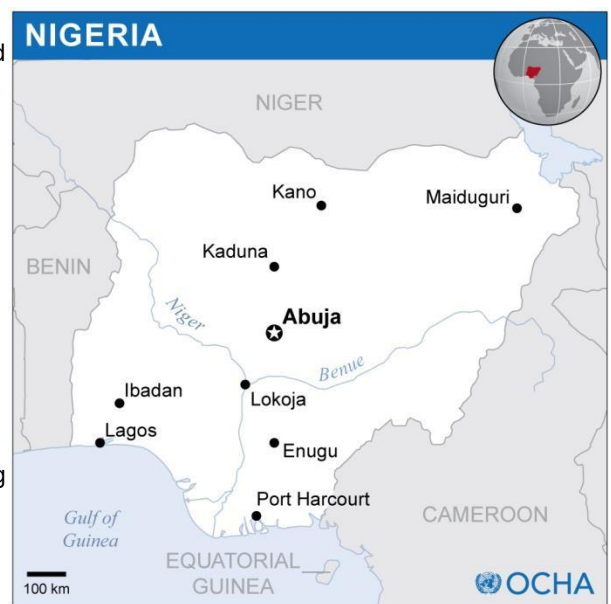 NIGERIA
d
NIGER
Kano
Maiduguri
Kaduna
BENIN
Abuja
Niger
Benue
Ibadan
Lokoja
Lagos
Enugu
g
Port Harcourt
Gulf of
Guinea
CAMEROON
EQUATORIAL
GUINEA
100 km
OCHA